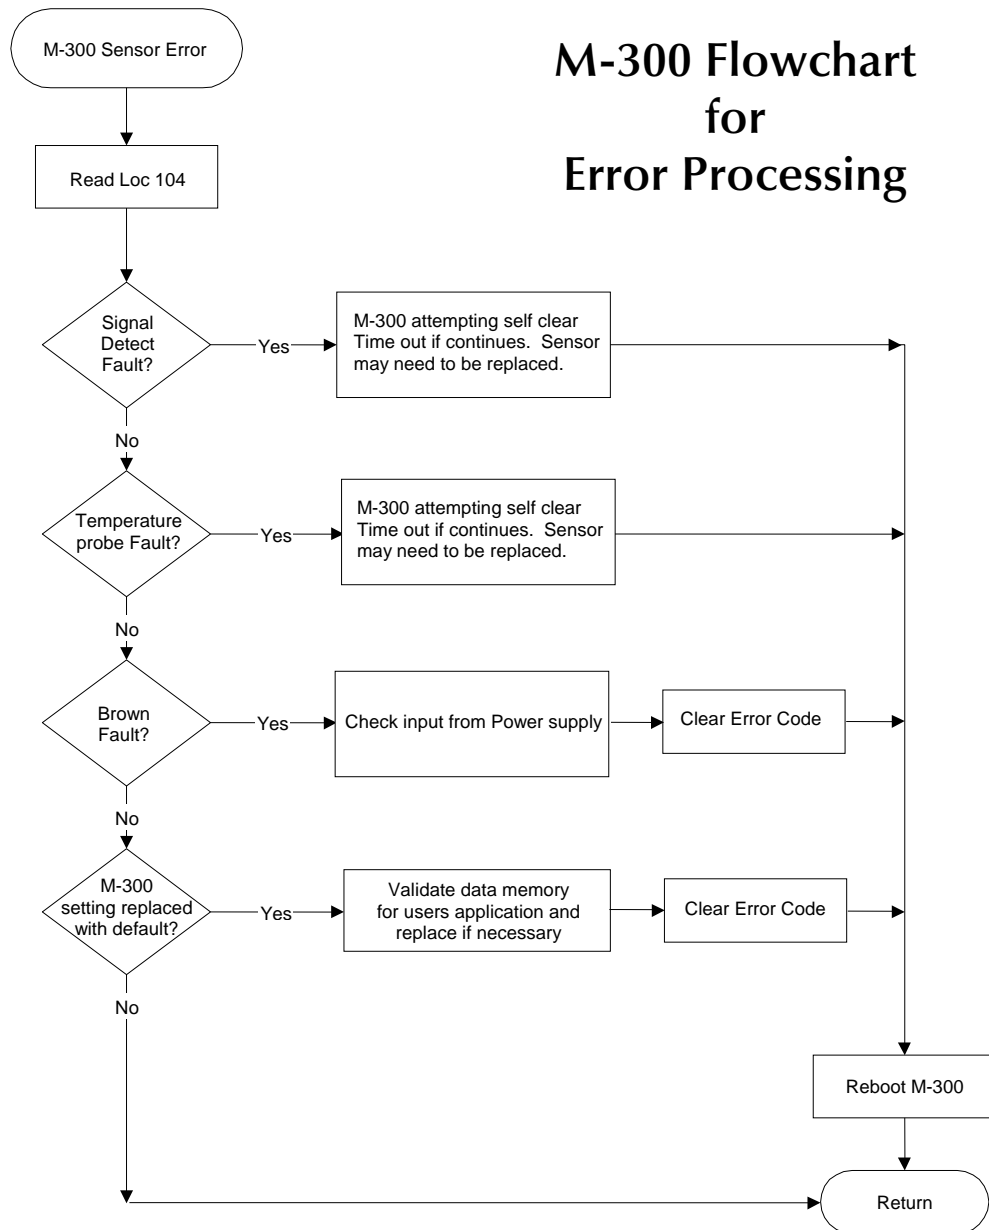 M-300 Sensor Error
M-300 Flowchart
for
Error Processing
Read Loc 104
Signal
Detect
Fault?
Yes
M-300 attempting self clear
Time out if continues. Sensor
may need to be replaced.
No
Temperature
probe Fault?
Yes
M-300 attempting self clear
Time out if continues. Sensor
may need to be replaced.
No
Brown
Fault?
Yes
Check input from Power supply
Clear Error Code
No
M-300
setting replaced
with default?
Yes
Validate data memory
for users application and
replace if necessary
Clear Error Code
No
Reboot M-300
Return